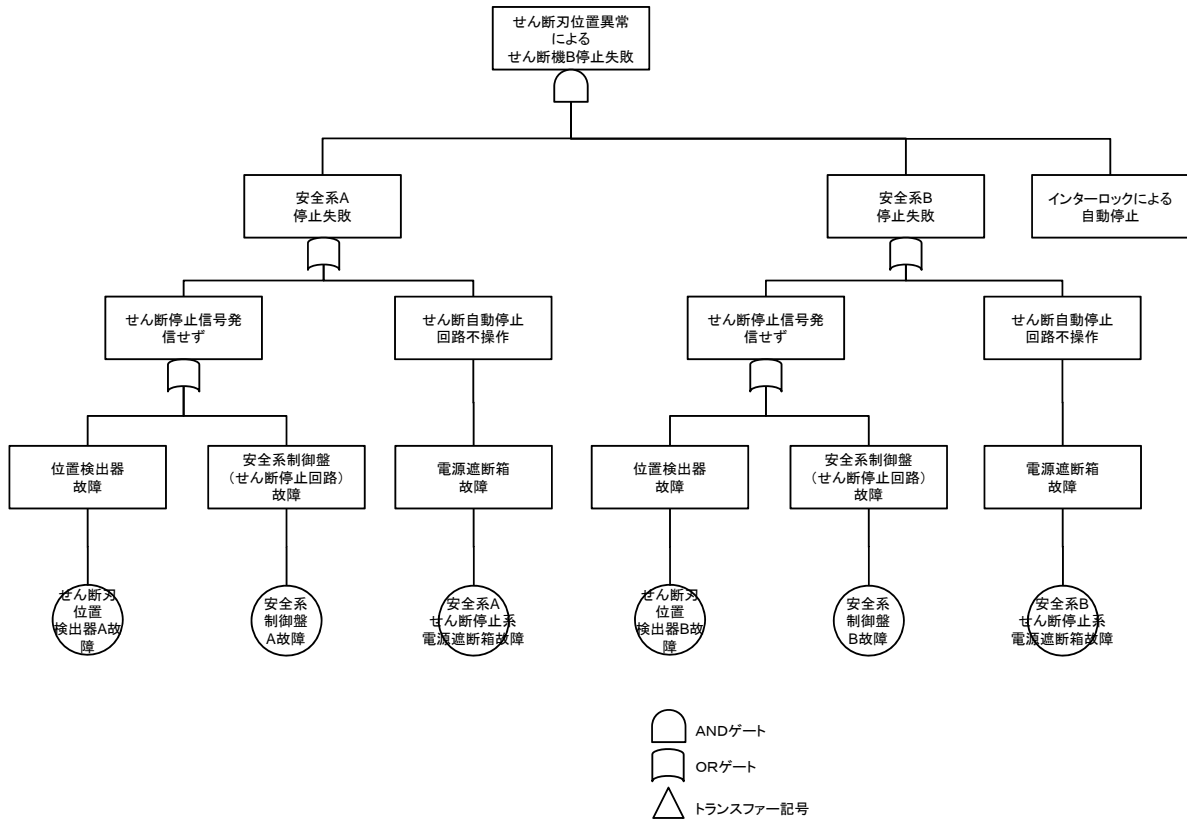 せん断刃位置異常
による
せん断機B停止失敗
安全系A
停止失敗
安全系B
停止失敗
インターロックによる
自動停止
せん断停止信号発
信せず
せん断自動停止
回路不操作
せん断停止信号発
信せず
せん断自動停止
回路不操作
位置検出器
故障
安全系制御盤
(せん断停止回路)
故障
電源遮断箱
故障
位置検出器
故障
安全系制御盤
(せん断停止回路)
故障
電源遮断箱
故障
せん断刃
位置
検出器A故
障
安全系
制御盤
A故障
安全系A
せん断停止系
電源遮断箱故障
せん断刃
位置
検出器B故
障
安全系
制御盤
B故障
安全系B
せん断停止系
電源遮断箱故障
ANDゲート
ORゲート
トランスファー記号